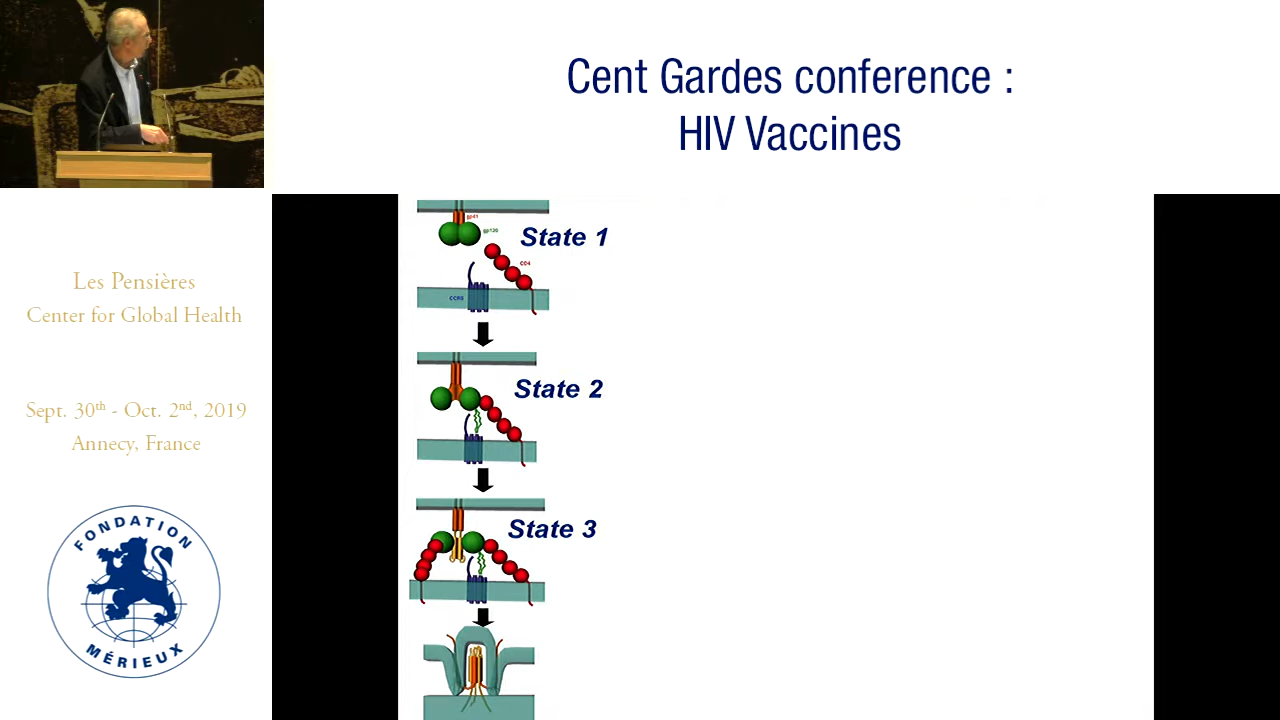 Cent Gardes conference :
HIV Vaccines
Les Pensières
Center for Global Health
Sept. 30th - Oct. 2nd, 2019
Annecy, France
FONDATION
MÉRIEUX
gp41
gp120
State 1
CD4
CCR5
State 2
State 3